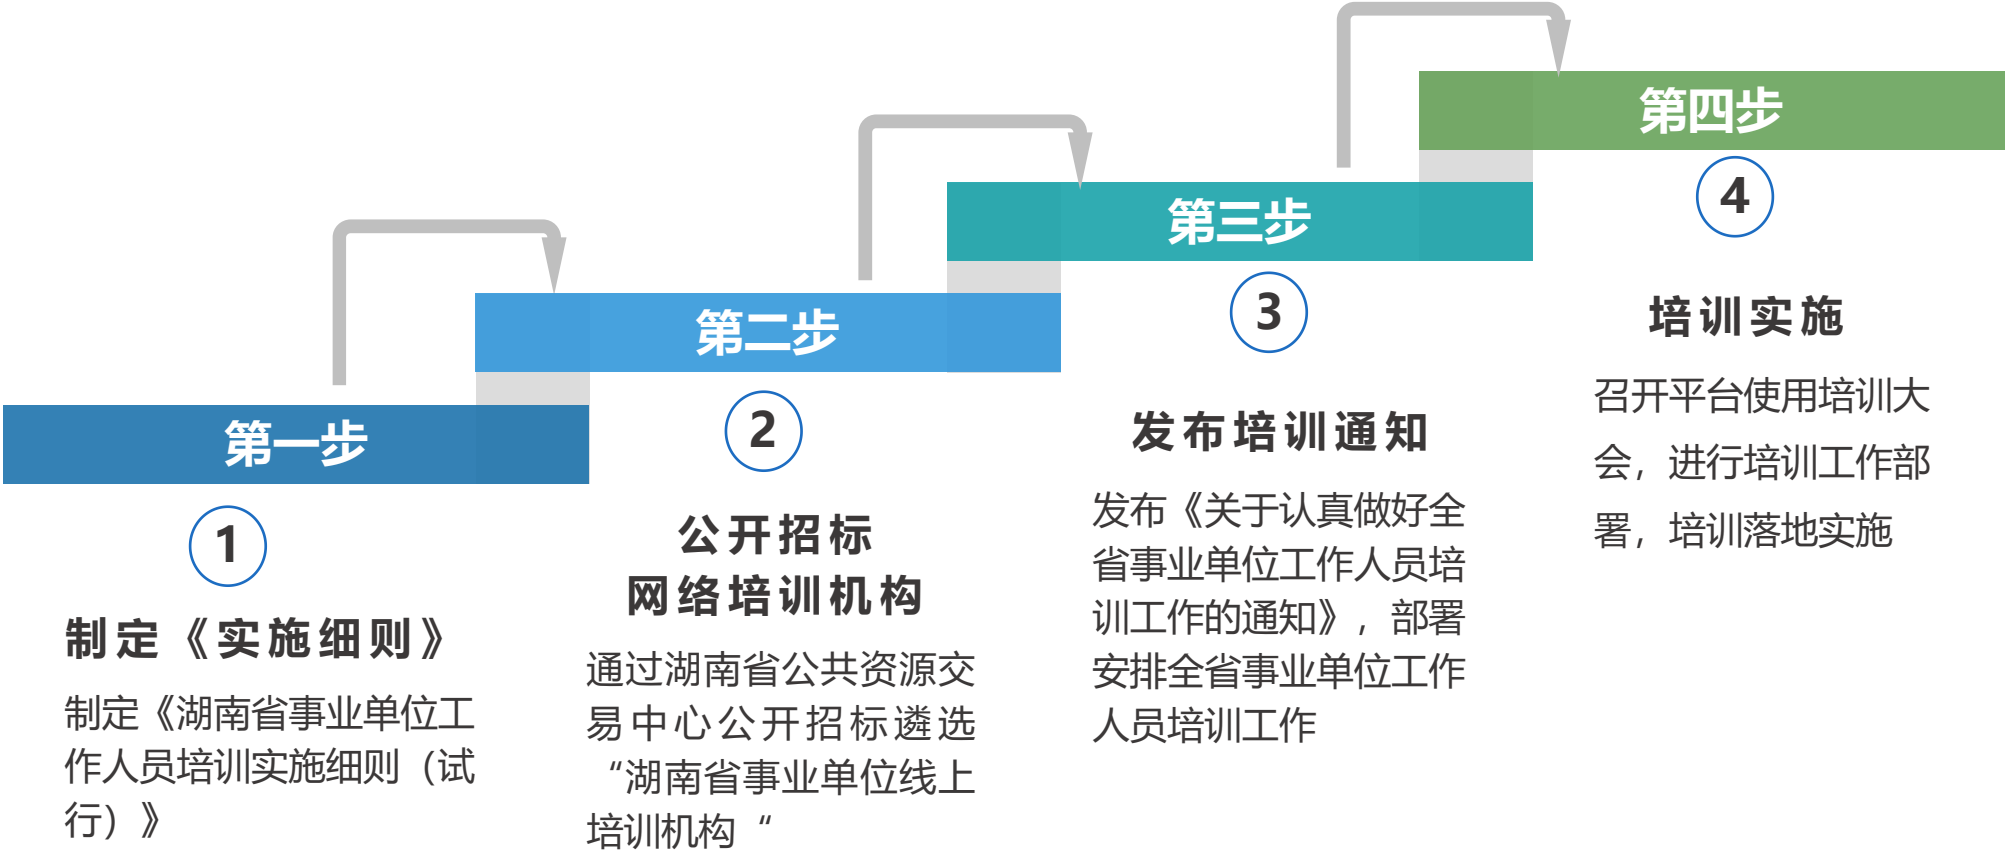 第一步
1
制定《实施细则》
制定《湖南省事业单位工
作人员培训实施细则（试
行）》
第二步
2
公开招标
网络培训机构
通过湖南省公共资源交
易中心公开招标遴选
“湖南省事业单位线上
培训机构“
第三步
3
发布培训通知
发布《关于认真做好全
省事业单位工作人员培
训工作的通知》，部署
安排全省事业单位工作
人员培训工作
第四步
4
培训实施
召开平台使用培训大
会，进行培训工作部
署，培训落地实施